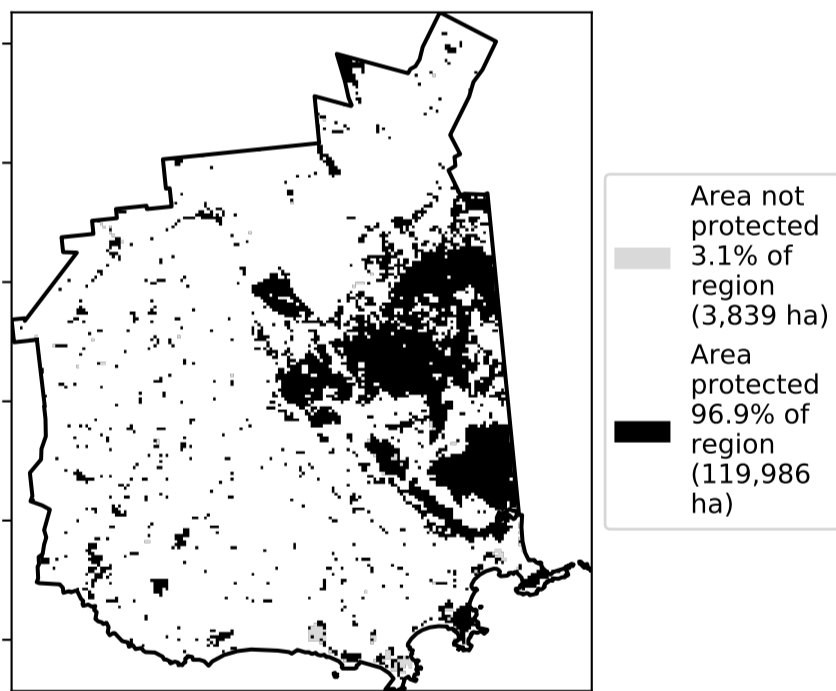 Area not
protected
3.1% of
region
(3,839 ha)
Area
protected
96.9% of
region
(119,986
ha)